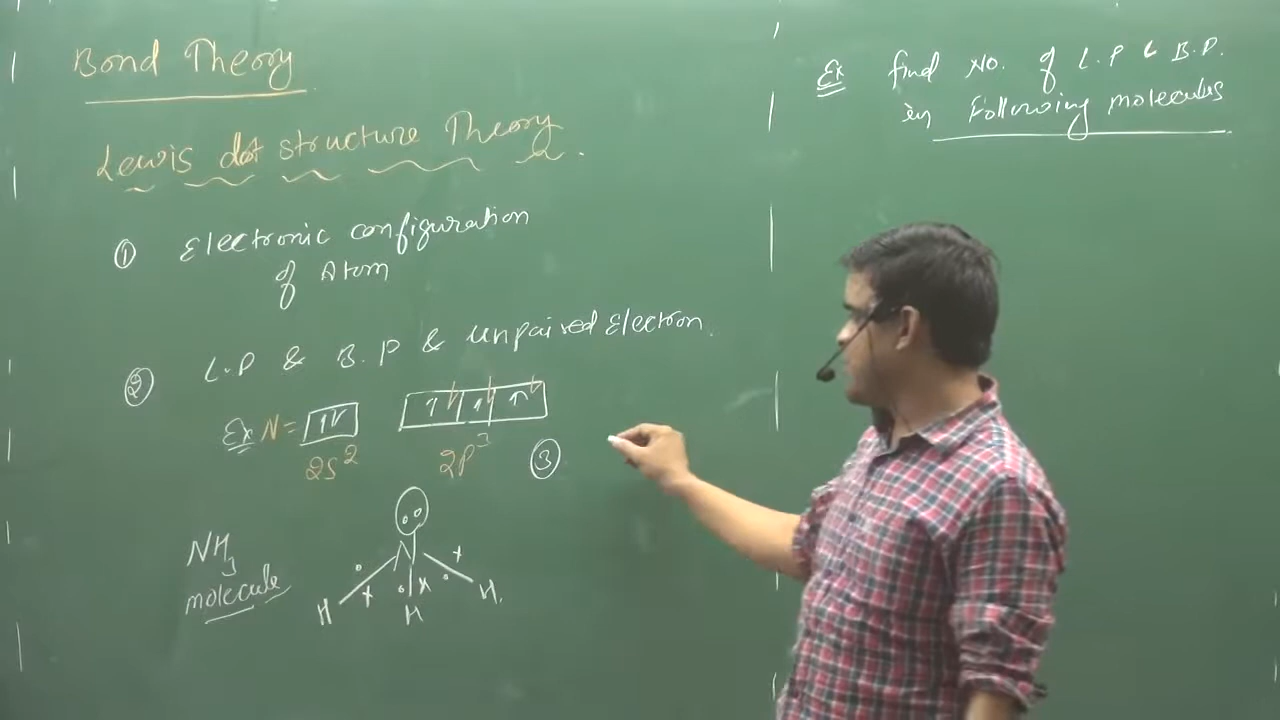 Bond Theory
Lewis dot structure Theory
① Electronic configuration
of Atom
② L.P & B.P & unpaired Electron.
Ex N = 1↿ ↿ ↿ ↿
2S² 2P³ ③
NH₃
molecule
N
H H H
Ex find No. of L.P & B.P.
in Following molecules